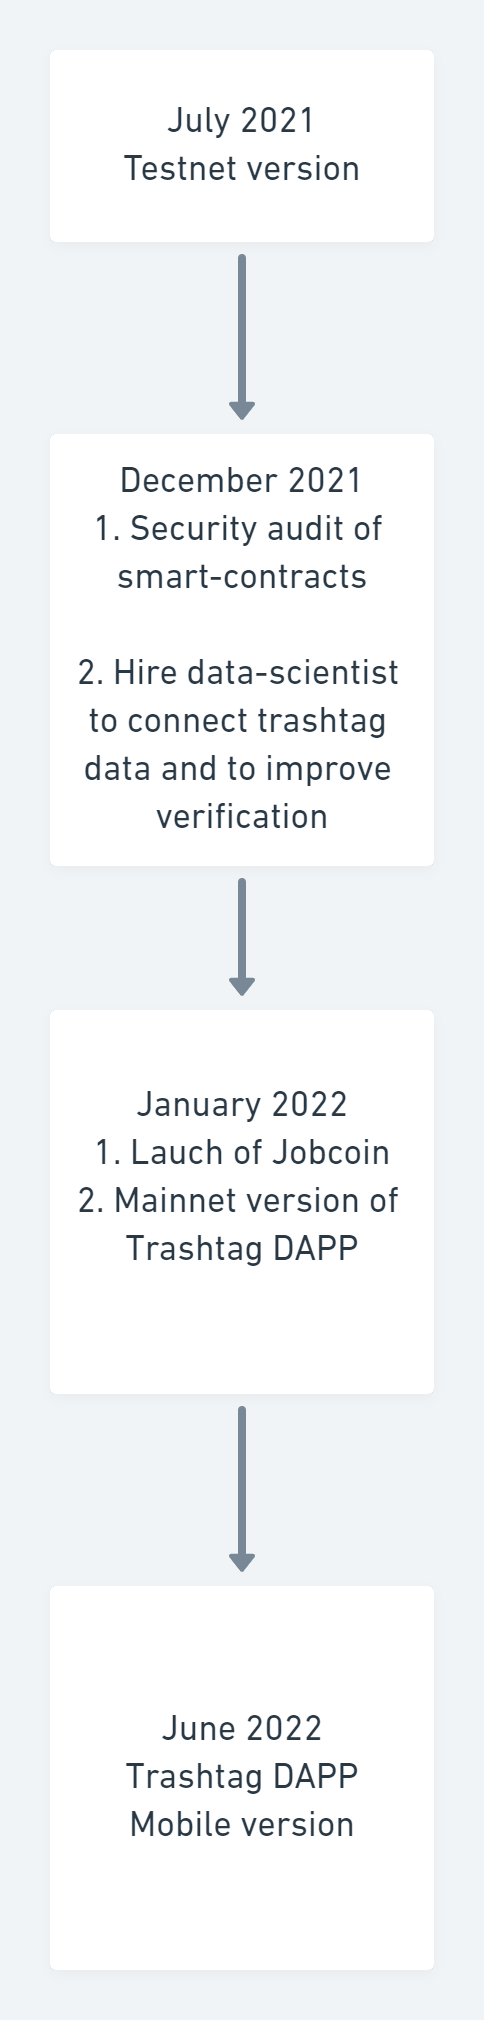 July 2021
Testnet version
December 2021
1. Security audit of
smart-contracts
2. Hire data-scientist
to connect trashtag
data and to improve
verification
January 2022
1. Lauch of Jobcoin
2. Mainnet version of
Trashtag DAPP
June 2022
Trashtag DAPP
Mobile version